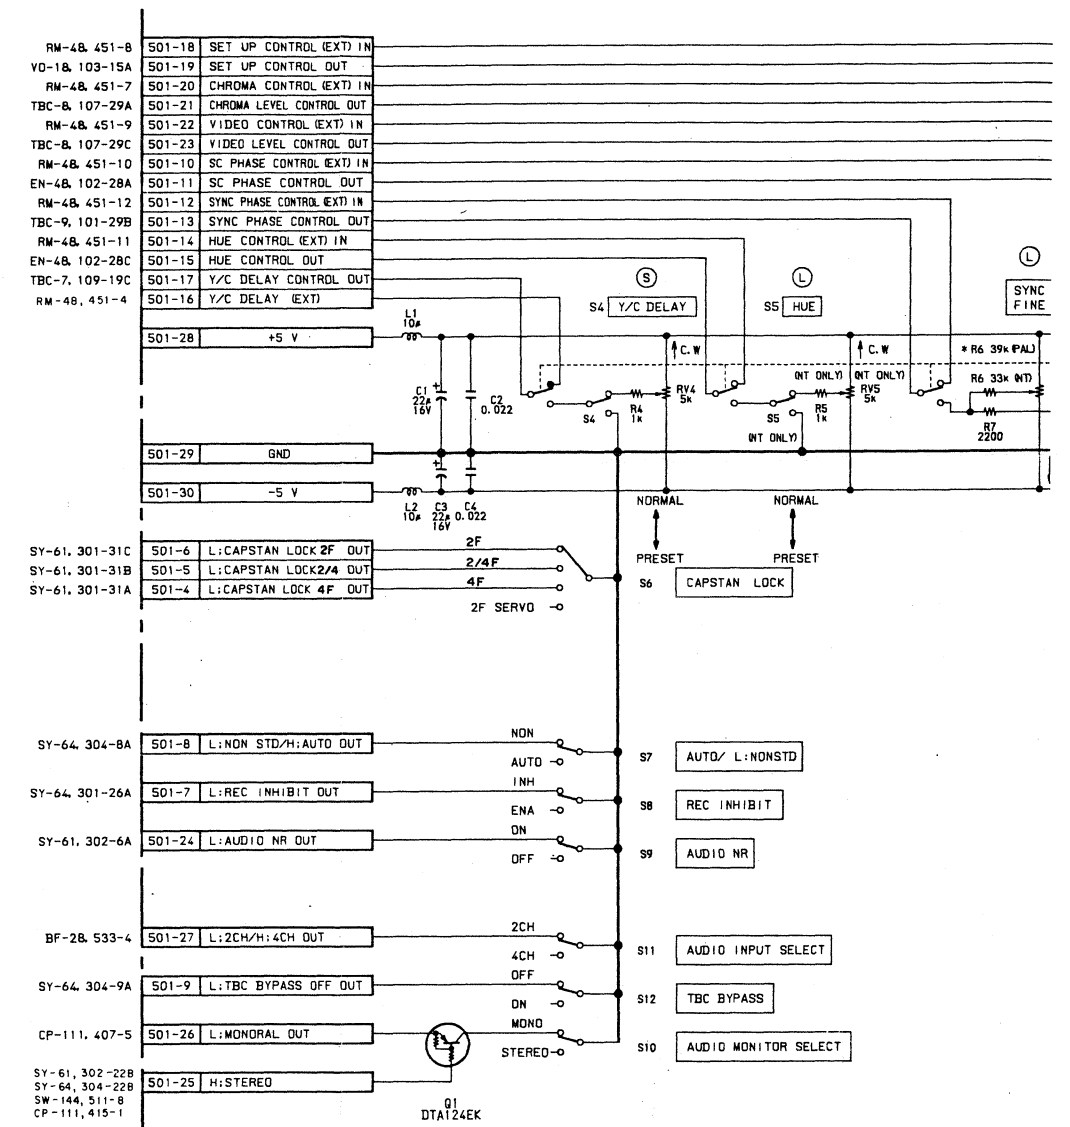 RM-48, 451-8 501-18 SET UP CONTROL (EXT) IN
VO-18, 103-15A 501-19 SET UP CONTROL OUT
RM-48, 451-7 501-20 CHROMA CONTROL (EXT) IN
TBC-8, 107-29A 501-21 CHROMA LEVEL CONTROL OUT
RM-48, 451-9 501-22 VIDEO CONTROL (EXT) IN
TBC-8, 107-29C 501-23 VIDEO LEVEL CONTROL OUT
RM-48, 451-10 501-10 SC PHASE CONTROL (EXT) IN
EN-48, 102-28A 501-11 SC PHASE CONTROL OUT
RM-48, 451-12 501-12 SYNC PHASE CONTROL (EXT) IN
TBC-9, 101-29B 501-13 SYNC PHASE CONTROL OUT
RM-48, 451-11 501-14 HUE CONTROL (EXT) IN
EN-48, 102-28C 501-15 HUE CONTROL OUT
TBC-7, 109-19C 501-17 Y/C DELAY CONTROL OUT
RM-48, 451-4 501-16 Y/C DELAY (EXT)
S
L
L
S4 Y/C DELAY
S5 HUE
SYNC
FINE
501-28 +5 V
L1
10μ
C.W
C.W
* R6 39k (PAL)
(NT ONLY) (NT ONLY)
R6 33k (NT)
C1
22μ
16V
C2
0.022
S4
R4
1k
RV4
5k
S5
R5
1k
RV5
5k
(NT ONLY)
R7
2200
501-29 GND
501-30 -5 V
L2
10μ
C3
22μ
16V
C4
0.022
NORMAL
PRESET
NORMAL
PRESET
SY-61, 301-31C 501-6 L:CAPSTAN LOCK 2F OUT 2F
SY-61, 301-31B 501-5 L:CAPSTAN LOCK2/4 OUT 2/4F
SY-61, 301-31A 501-4 L:CAPSTAN LOCK 4F OUT 4F
2F SERVO
S6 CAPSTAN LOCK
SY-64, 304-8A 501-8 L:NON STD/H:AUTO OUT NON
AUTO
S7 AUTO/ L:NONSTD
SY-64, 301-26A 501-7 L:REC INHIBIT OUT INH
ENA
S8 REC INHIBIT
SY-61, 302-6A 501-24 L:AUDIO NR OUT ON
OFF
S9 AUDIO NR
BF-28, 533-4 501-27 L:2CH/H:4CH OUT 2CH
4CH
S11 AUDIO INPUT SELECT
SY-64, 304-9A 501-9 L:TBC BYPASS OFF OUT OFF
ON
S12 TBC BYPASS
CP-111, 407-5 501-26 L:MONORAL OUT MONO
STEREO
S10 AUDIO MONITOR SELECT
SY-61, 302-22B
SY-64, 304-22B
SW-144, 511-8
CP-111, 415-1
501-25 H:STEREO
Q1
DTA124EK